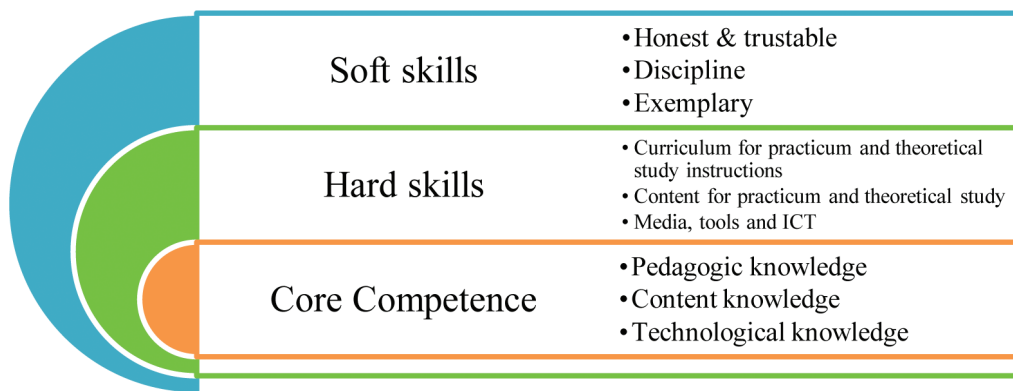 Soft skills
•Honest & trustable
•Discipline
•Exemplary
Hard skills
• Curriculum for practicum and theoretical
study instructions
• Content for practicum and theoretical study
• Media, tools and ICT
Core Competence
•Pedagogic knowledge
•Content knowledge
•Technological knowledge